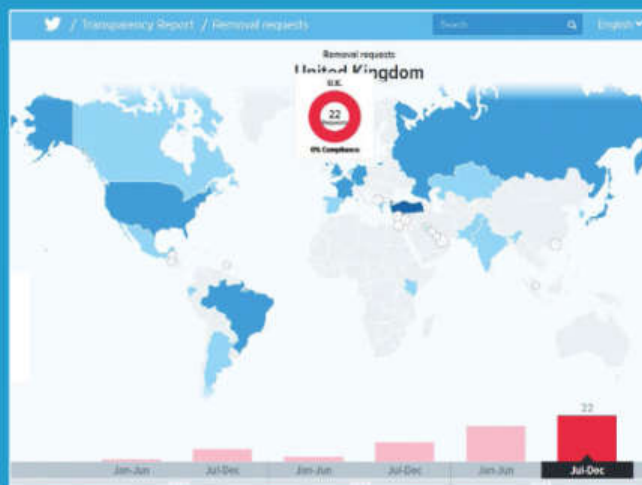 / Transparency Report / Removal requests
Search
English
Removal requests
United Kingdom
U.K.
22
0% Compliance
22
Jan-Jun
Jul-Dec
Jan-Jun
Jul-Dec
Jan-Jun
Jul-Dec